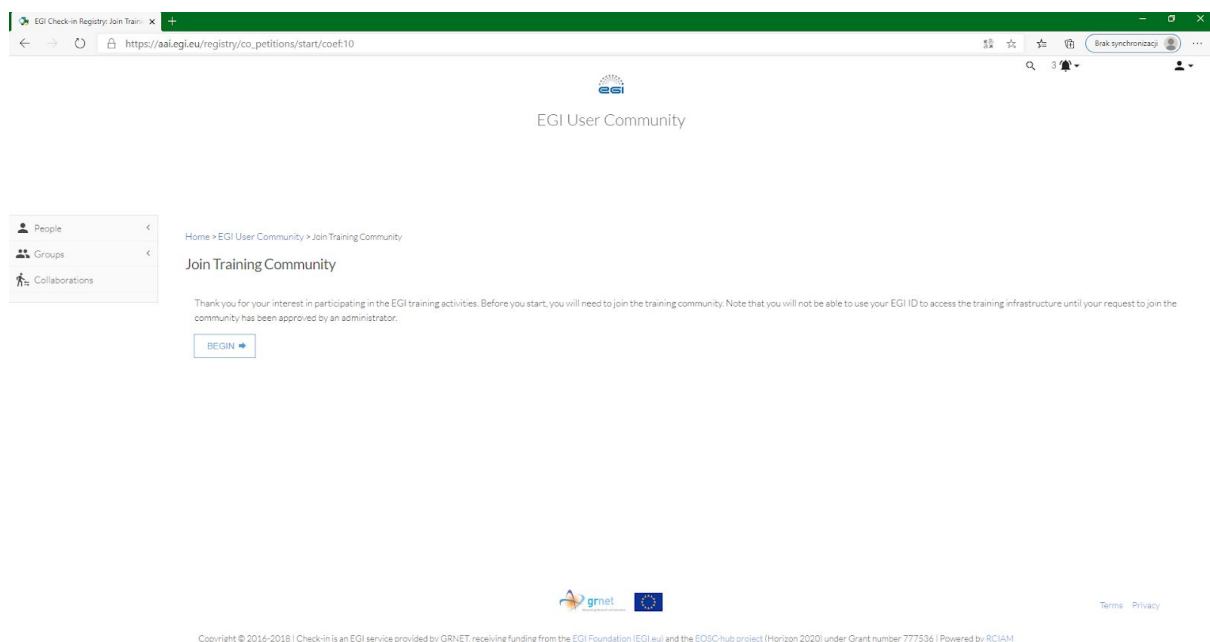 EGI Check-in Registry: Join Traini
https://aai.egi.eu/registry/co_petitions/start/coef:10
Brak synchronizacji
3
egi
EGI User Community
People
Groups
Collaborations
Home > EGI User Community > Join Training Community
Join Training Community
Thank you for your interest in participating in the EGI training activities. Before you start, you will need to join the training community. Note that you will not be able to use your EGI ID to access the training infrastructure until your request to join the
community has been approved by an administrator.
BEGIN
grnet
Terms Privacy
Copyright © 2016-2018 | Check-in is an EGI service provided by GRNET, receiving funding from the EGI Foundation (EGI.eu) and the EOSC-hub project (Horizon 2020) under Grant number 777536 | Powered by RCIAM